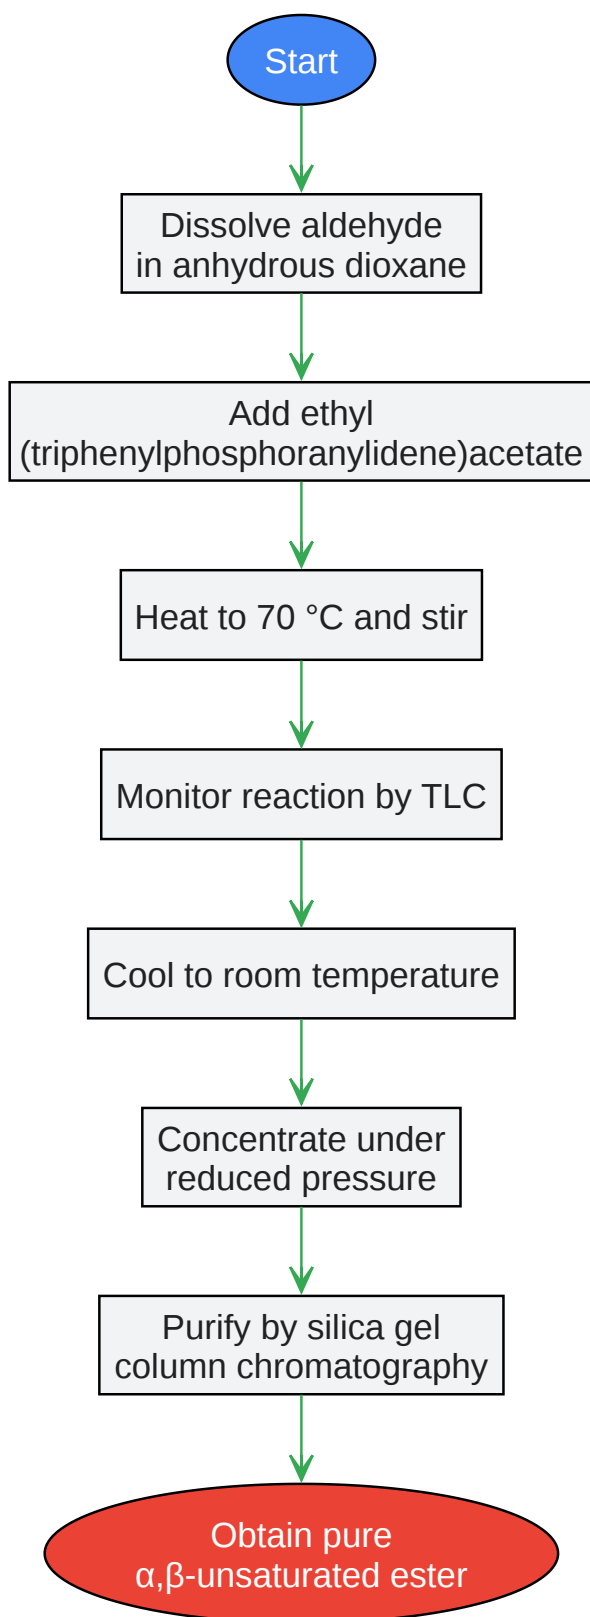 Start
Dissolve aldehyde
in anhydrous dioxane
Add ethyl
(triphenylphosphoranylidene)acetate
Heat to 70 °C and stir
Monitor reaction by TLC
Cool to room temperature
Concentrate under
reduced pressure
Purify by silica gel
column chromatography
Obtain pure
α,β-unsaturated ester